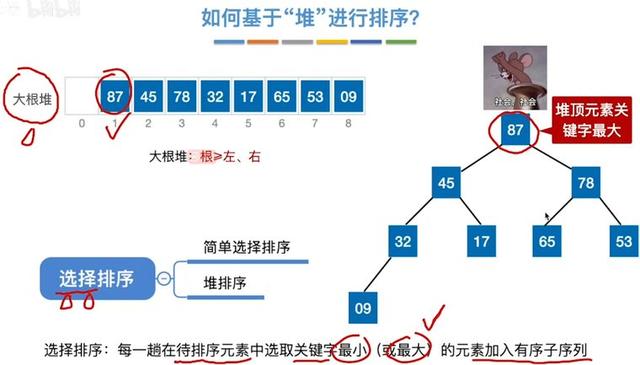 bilibili
如何基于“堆”进行排序?
大根堆
87 45 78 32 17 65 53 09
0 1 2 3 4 5 6 7 8
大根堆：根≥左、右
社会，社会
87
堆顶元素关
键字最大
45 78
32 17 65 53
09
选择排序
简单选择排序
堆排序
选择排序：每一趟在待排序元素中选取关键字最小（或最大）的元素加入有序子序列